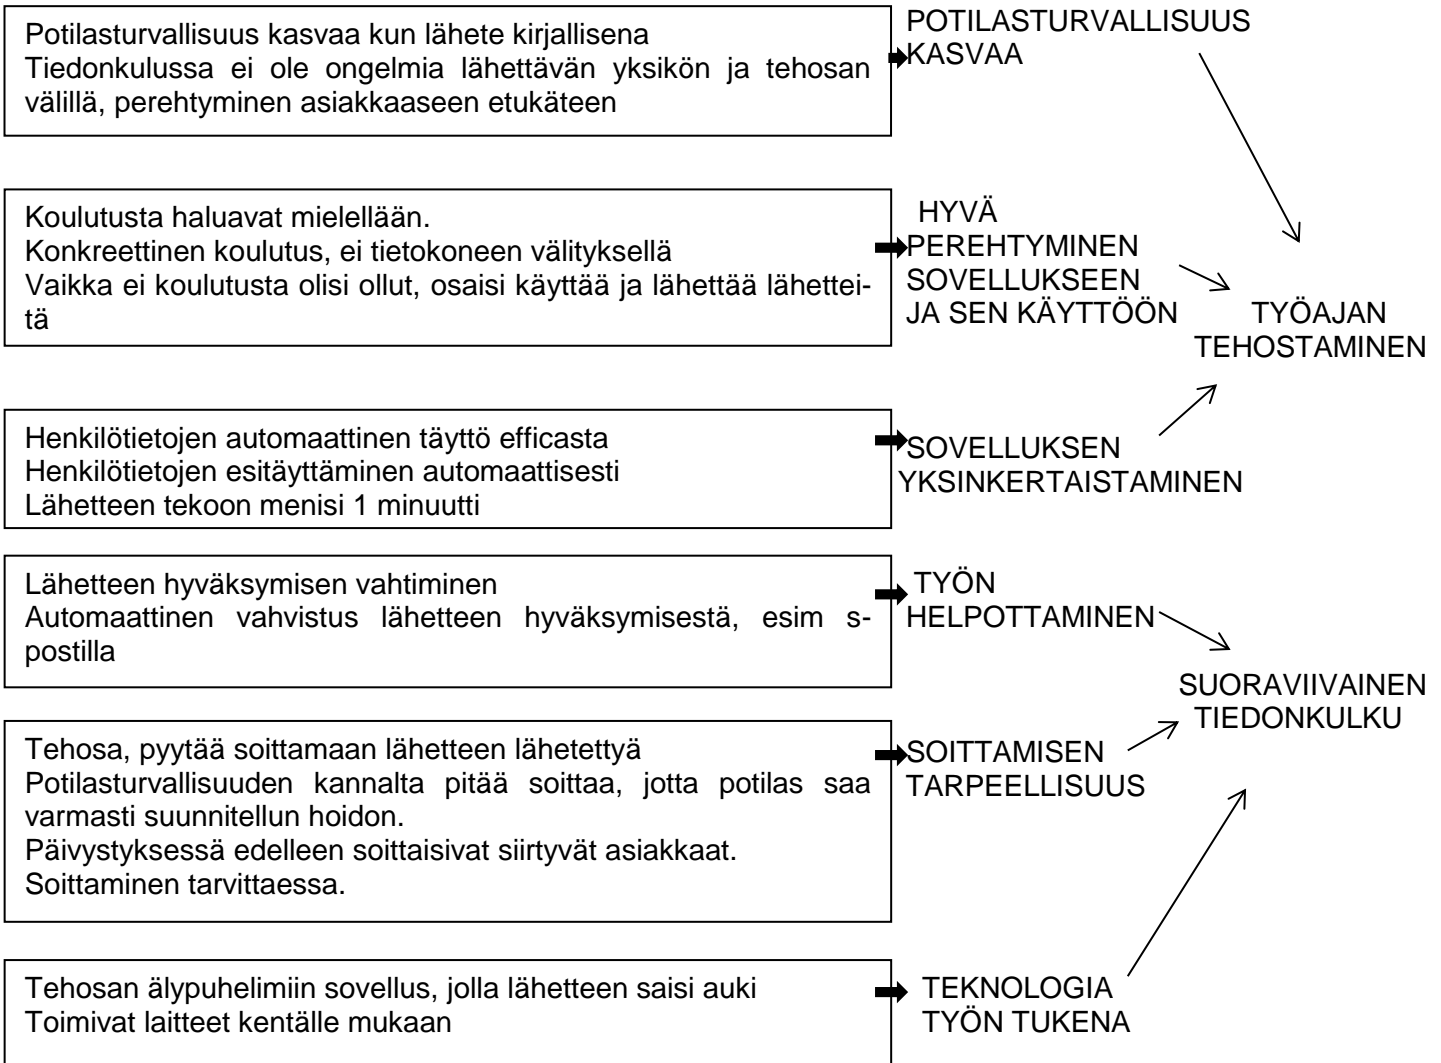 Potilasturvallisuus kasvaa kun lähete kirjallisena
Tiedonkulussa ei ole ongelmia lähettävän yksikön ja tehosan
välillä, perehtyminen asiakkaaseen etukäteen
POTILASTURVALLISUUS
KASVAA
Koulutusta haluavat mielellään.
Konkreettinen koulutus, ei tietokoneen välityksellä
Vaikka ei koulutusta olisi ollut, osaisi käyttää ja lähettää lähettei-
tä
HYVÄ
PEREHTYMINEN
SOVELLUKSEEN
JA SEN KÄYTTÖÖN
TYÖAJAN
TEHOSTAMINEN
Henkilötietojen automaattinen täyttö efficasta
Henkilötietojen esitäyttäminen automaattisesti
Lähetteen tekoon menisi 1 minuutti
SOVELLUKSEN
YKSINKERTAISTAMINEN
Lähetteen hyväksymisen vahtiminen
Automaattinen vahvistus lähetteen hyväksymisestä, esim s-
postilla
TYÖN
HELPOTTAMINEN
SUORAVIIVAINEN
TIEDONKULKU
Tehosa, pyytää soittamaan lähetteen lähetettyä
Potilasturvallisuuden kannalta pitää soittaa, jotta potilas saa
varmasti suunnitellun hoidon.
Päivystyksessä edelleen soittaisivat siirtyvät asiakkaat.
Soittaminen tarvittaessa.
SOITTAMISEN
TARPEELLISUUS
Tehosan älypuhelimiin sovellus, jolla lähetteen saisi auki
Toimivat laitteet kentälle mukaan
TEKNOLOGIA
TYÖN TUKENA